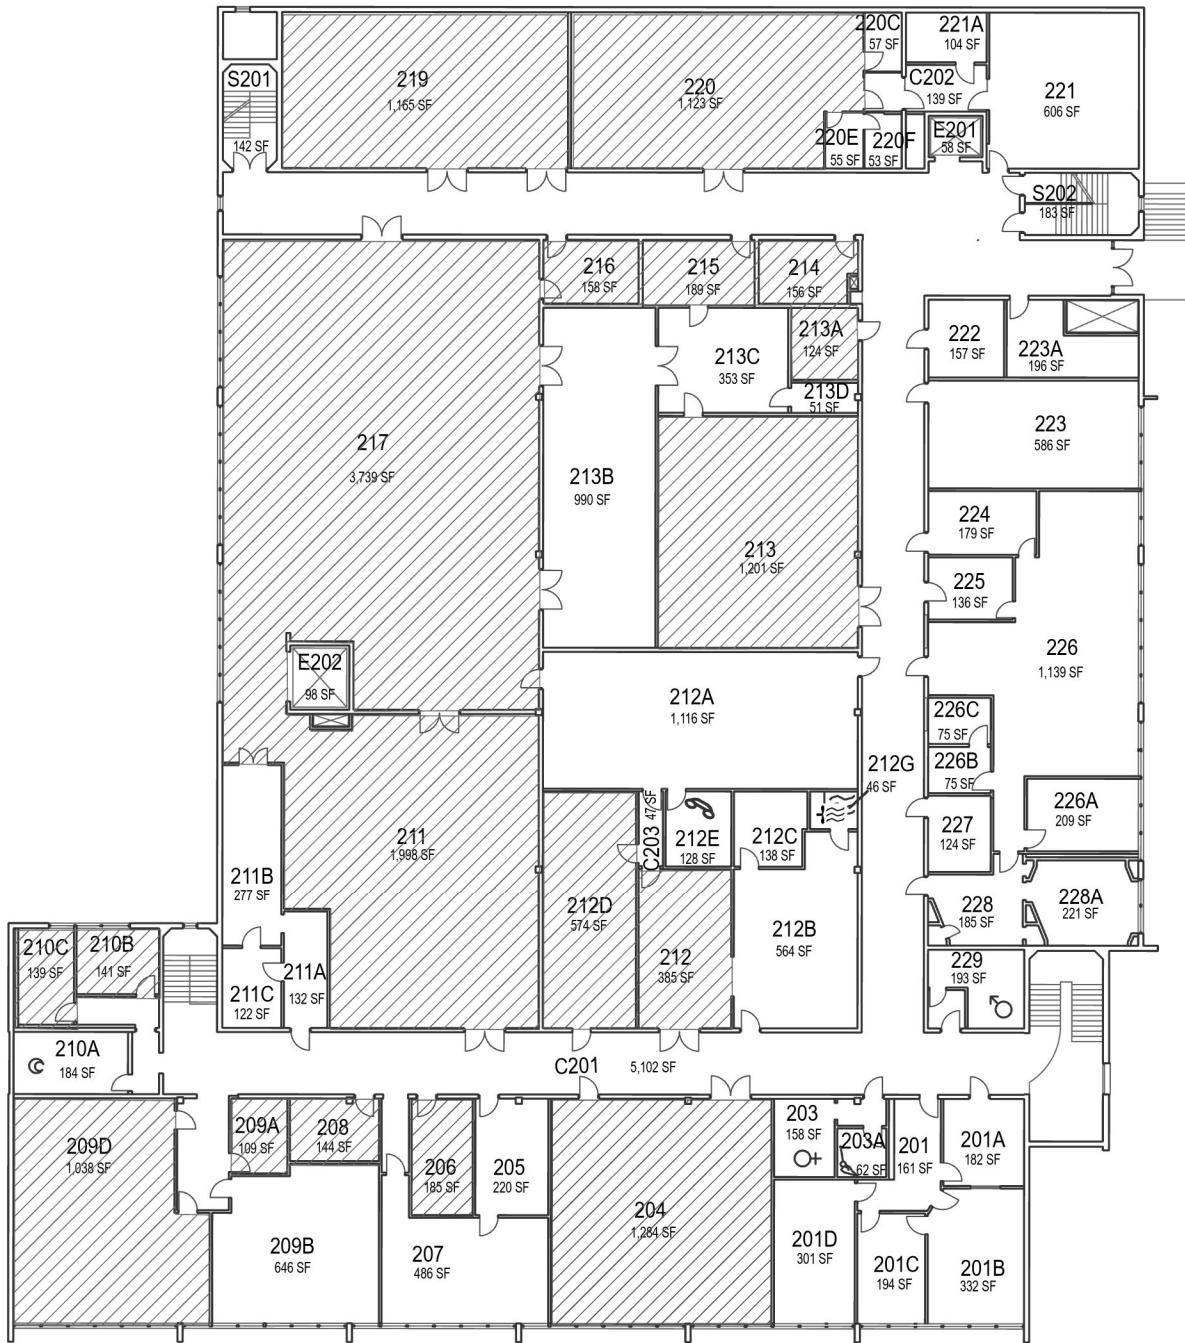 S201
142 SF
219
1,165 SF
220
1,123 SF
220C
57 SF
221A
104 SF
C202
139 SF
221
606 SF
220E
55 SF
220F
53 SF
E201
58 SF
S202
183 SF
216
158 SF
215
189 SF
214
156 SF
213A
124 SF
213C
353 SF
213D
51 SF
222
157 SF
223A
196 SF
223
586 SF
217
3,739 SF
213B
990 SF
213
1,201 SF
224
179 SF
225
136 SF
226
1,139 SF
E202
98 SF
212A
1,116 SF
226C
75 SF
226B
75 SF
212G
46 SF
226A
209 SF
227
124 SF
C203
47 SF
212E
128 SF
212C
138 SF
211
1,998 SF
211B
277 SF
212D
574 SF
212
385 SF
212B
564 SF
228
185 SF
228A
221 SF
229
193 SF
210C
139 SF
210B
141 SF
211A
132 SF
211C
122 SF
210A
184 SF
C201
5,102 SF
209D
1,038 SF
209A
109 SF
208
144 SF
206
185 SF
205
220 SF
203
158 SF
203A
62 SF
201
161 SF
201A
182 SF
204
1,284 SF
209B
646 SF
207
486 SF
201D
301 SF
201C
194 SF
201B
332 SF